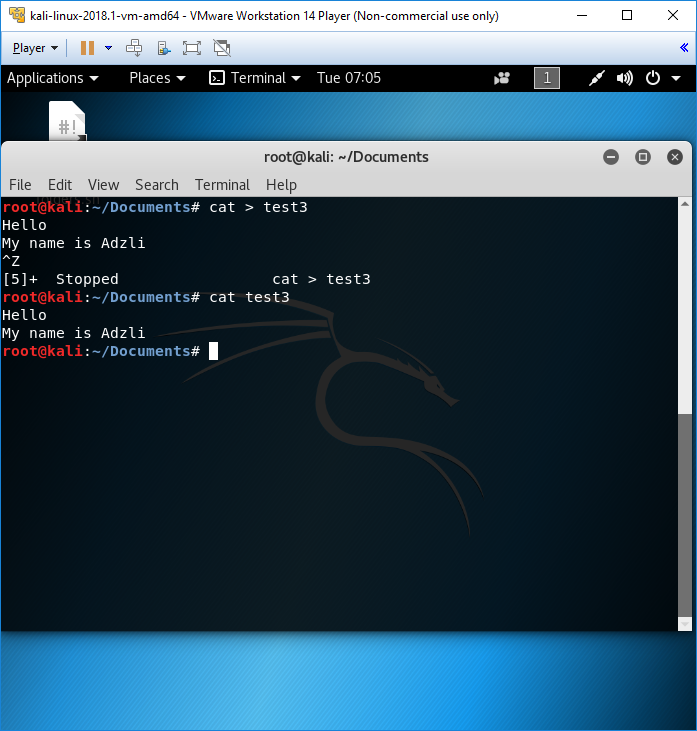 kali-linux-2018.1-vm-amd64 - VMware Workstation 14 Player (Non-commercial use only)
Player
Applications Places Terminal Tue 07:05 1
#!
root@kali: ~/Documents
File Edit View Search Terminal Help
root@kali:~/Documents# cat > test3
Hello
My name is Adzli
^Z
[5]+  Stopped                 cat > test3
root@kali:~/Documents# cat test3
Hello
My name is Adzli
root@kali:~/Documents#